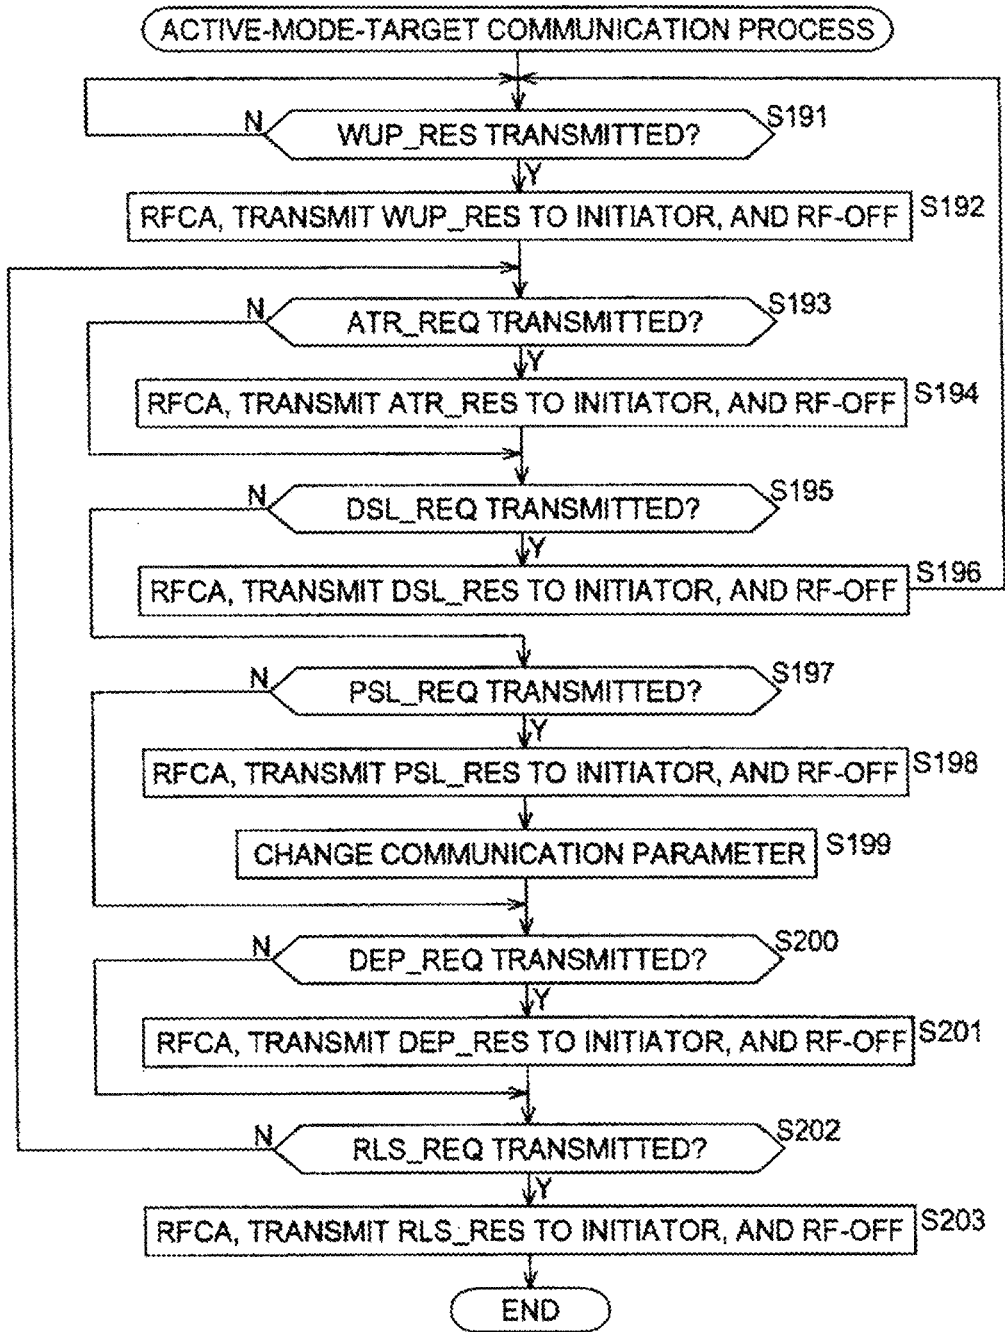 ACTIVE-MODE-TARGET COMMUNICATION PROCESS
N
WUP_RES TRANSMITTED?
S191
Y
RFCA, TRANSMIT WUP_RES TO INITIATOR, AND RF-OFF
S192
N
ATR_REQ TRANSMITTED?
S193
Y
RFCA, TRANSMIT ATR_RES TO INITIATOR, AND RF-OFF
S194
N
DSL_REQ TRANSMITTED?
S195
Y
RFCA, TRANSMIT DSL_RES TO INITIATOR, AND RF-OFF
S196
N
PSL_REQ TRANSMITTED?
S197
Y
RFCA, TRANSMIT PSL_RES TO INITIATOR, AND RF-OFF
S198
CHANGE COMMUNICATION PARAMETER
S199
N
DEP_REQ TRANSMITTED?
S200
Y
RFCA, TRANSMIT DEP_RES TO INITIATOR, AND RF-OFF
S201
N
RLS_REQ TRANSMITTED?
S202
Y
RFCA, TRANSMIT RLS_RES TO INITIATOR, AND RF-OFF
S203
END